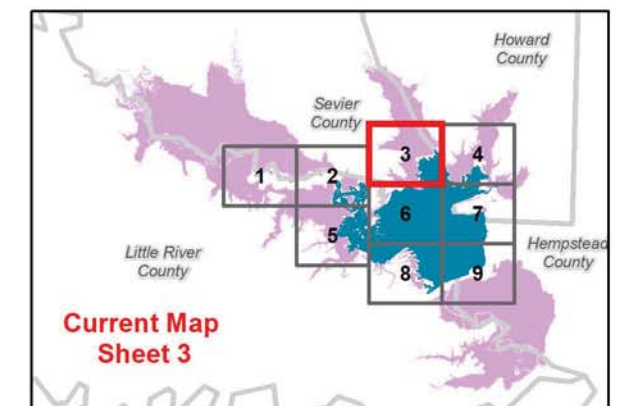 Howard
County
Sevier
County
3
4
1
2
6
7
5
Little River
County
Hempstead
County
8
9
Current Map
Sheet 3